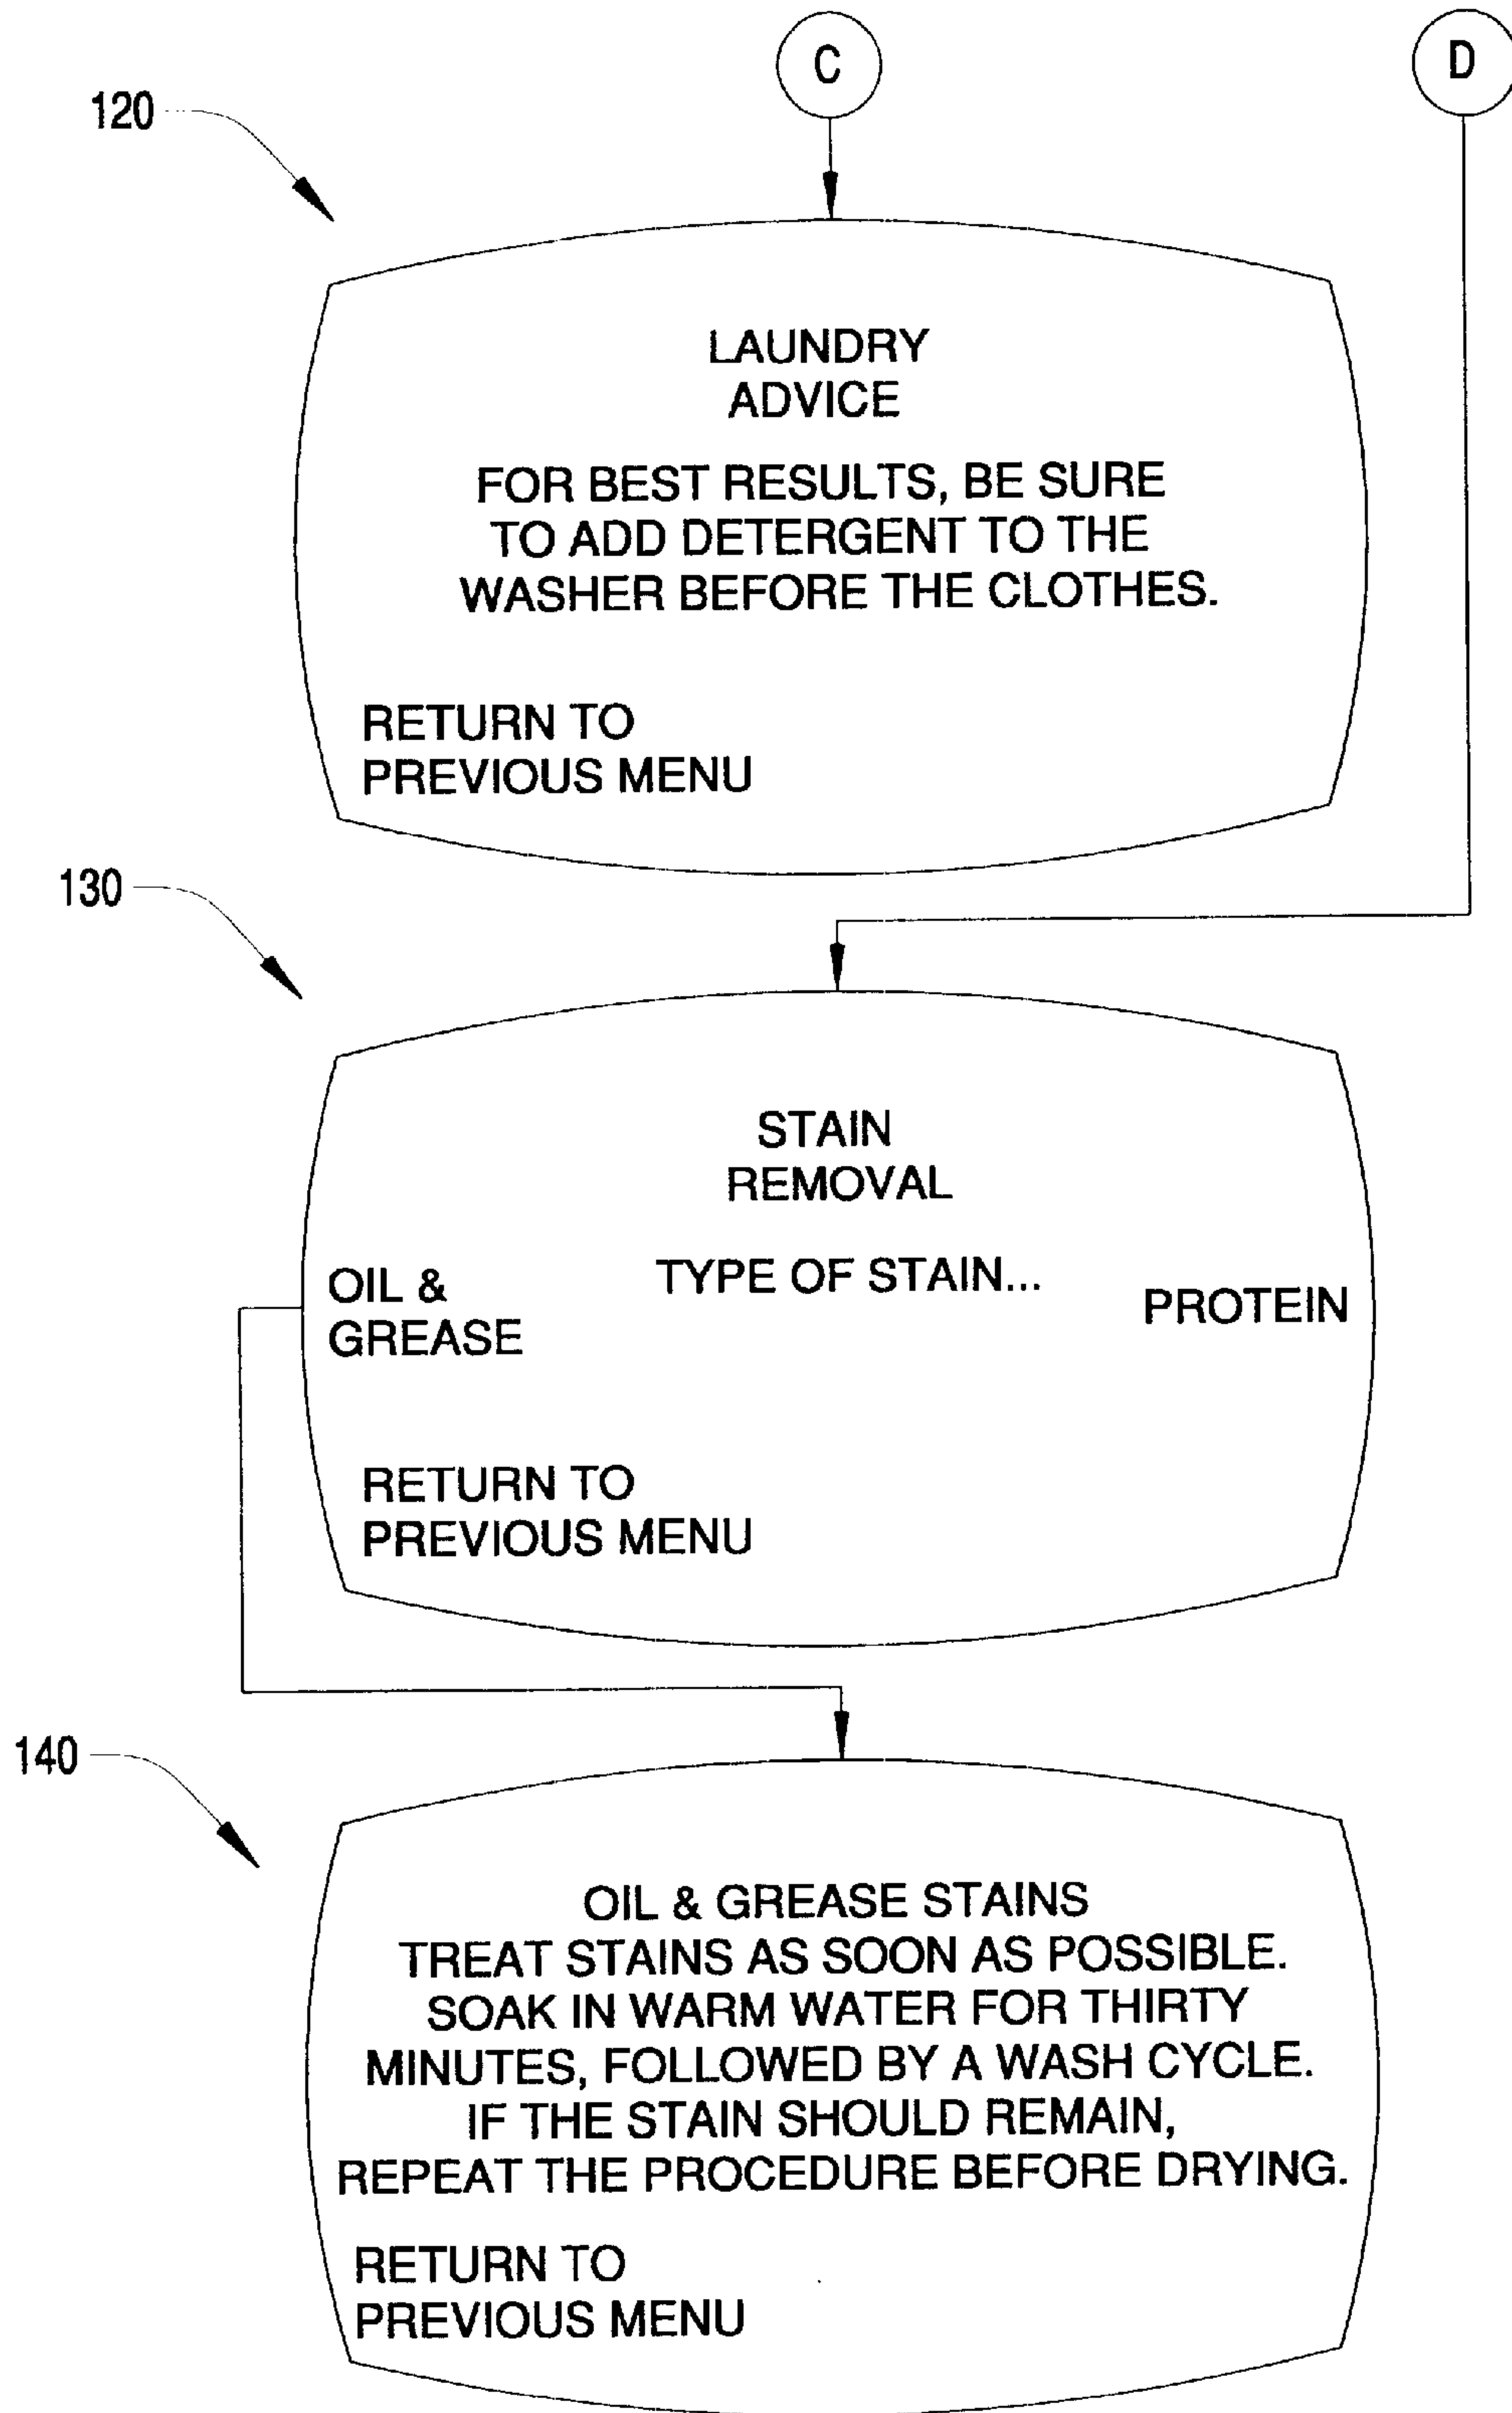 C
D
120
LAUNDRY
ADVICE
FOR BEST RESULTS, BE SURE
TO ADD DETERGENT TO THE
WASHER BEFORE THE CLOTHES.
RETURN TO
PREVIOUS MENU
130
STAIN
REMOVAL
TYPE OF STAIN...
OIL &
GREASE
PROTEIN
RETURN TO
PREVIOUS MENU
140
OIL & GREASE STAINS
TREAT STAINS AS SOON AS POSSIBLE.
SOAK IN WARM WATER FOR THIRTY
MINUTES, FOLLOWED BY A WASH CYCLE.
IF THE STAIN SHOULD REMAIN,
REPEAT THE PROCEDURE BEFORE DRYING.
RETURN TO
PREVIOUS MENU